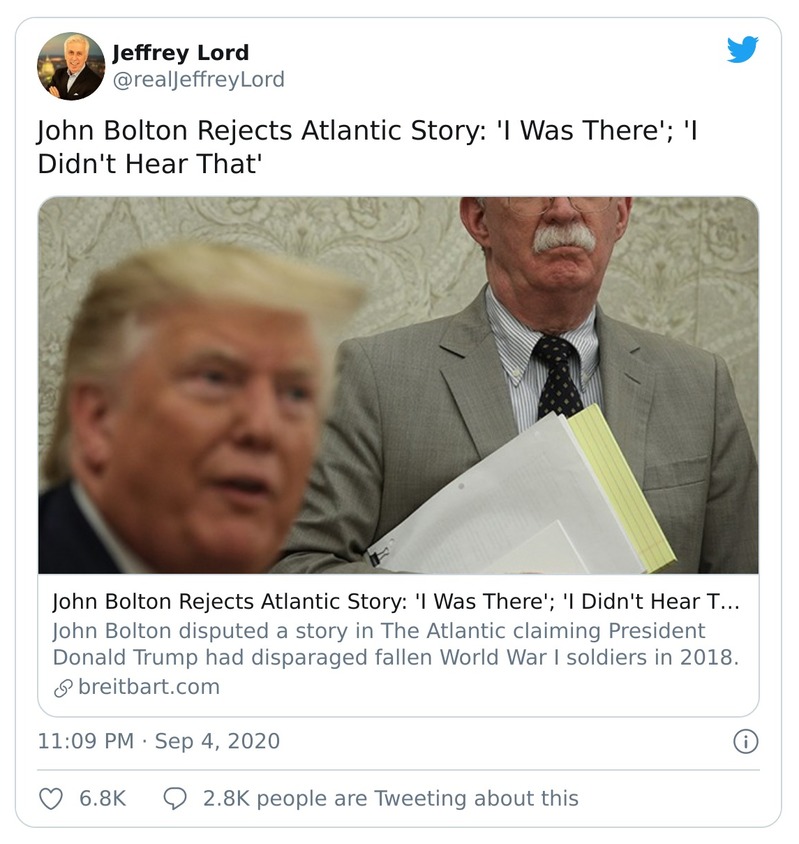 Jeffrey Lord
@realJeffreyLord
John Bolton Rejects Atlantic Story: 'I Was There'; 'I
Didn't Hear That'
John Bolton Rejects Atlantic Story: 'I Was There'; 'I Didn't Hear T...
John Bolton disputed a story in The Atlantic claiming President
Donald Trump had disparaged fallen World War I soldiers in 2018.
breitbart.com
11:09 PM · Sep 4, 2020
6.8K 2.8K people are Tweeting about this